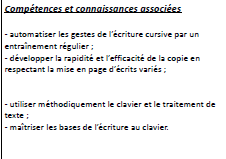 Compétences et connaissances associées
- automatiser les gestes de l'écriture cursive par un
entraînement régulier ;
- développer la rapidité et l'efficacité de la copie en
respectant la mise en page d'écrits variés ;
- utiliser méthodiquement le clavier et le traitement de
texte ;
- maîtriser les bases de l'écriture au clavier.